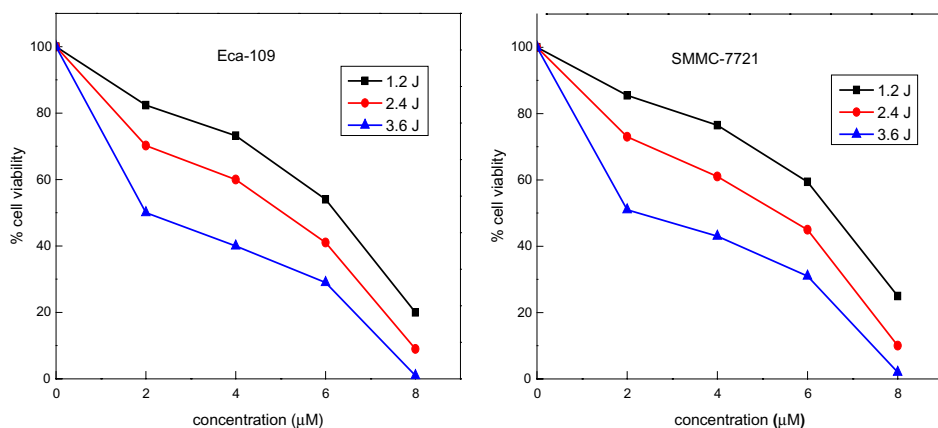 Eca-109
1.2 J
2.4 J
3.6 J
% cell viability
100
80
60
40
20
0
0 2 4 6 8
concentration (μM)
SMMC-7721
1.2 J
2.4 J
3.6 J
% cell viability
100
80
60
40
20
0
0 2 4 6 8
concentration (μM)